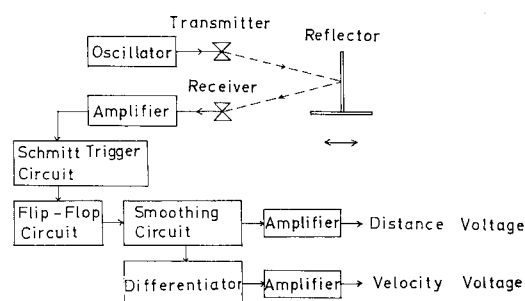 Transmitter
Reflector
Oscillator
Receiver
Amplifier
Schmitt Trigger
Circuit
Flip-Flop
Circuit
Smoothing
Circuit
Amplifier
Distance Voltage
Differentiator
Amplifier
Velocity Voltage